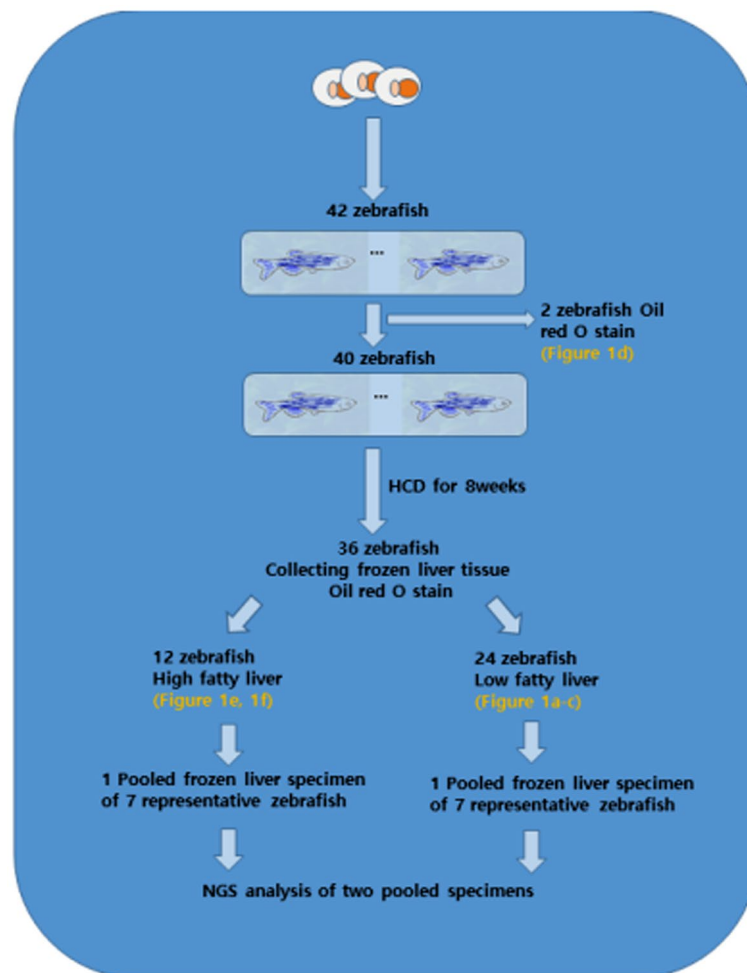 42 zebrafish
...
2 zebrafish Oil
red O stain
(Figure 1d)
40 zebrafish
...
HCD for 8weeks
36 zebrafish
Collecting frozen liver tissue
Oil red O stain
12 zebrafish
High fatty liver
(Figure 1e, 1f)
24 zebrafish
Low fatty liver
(Figure 1a-c)
1 Pooled frozen liver specimen
of 7 representative zebrafish
1 Pooled frozen liver specimen
of 7 representative zebrafish
NGS analysis of two pooled specimens